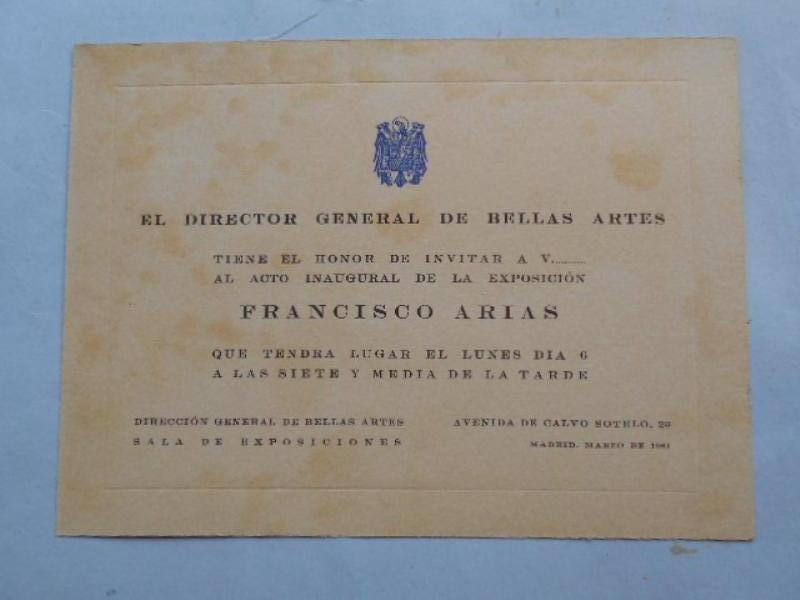 EL DIRECTOR GENERAL DE BELLAS ARTES
TIENE EL HONOR DE INVITAR A V..........
AL ACTO INAUGURAL DE LA EXPOSICIÓN
FRANCISCO ARIAS
QUE TENDRA LUGAR EL LUNES DIA 6
A LAS SIETE Y MEDIA DE LA TARDE
DIRECCIÓN GENERAL DE BELLAS ARTES
SALA DE EXPOSICIONES
AVENIDA DE CALVO SOTELO, 20
MADRID, MARZO DE 1961